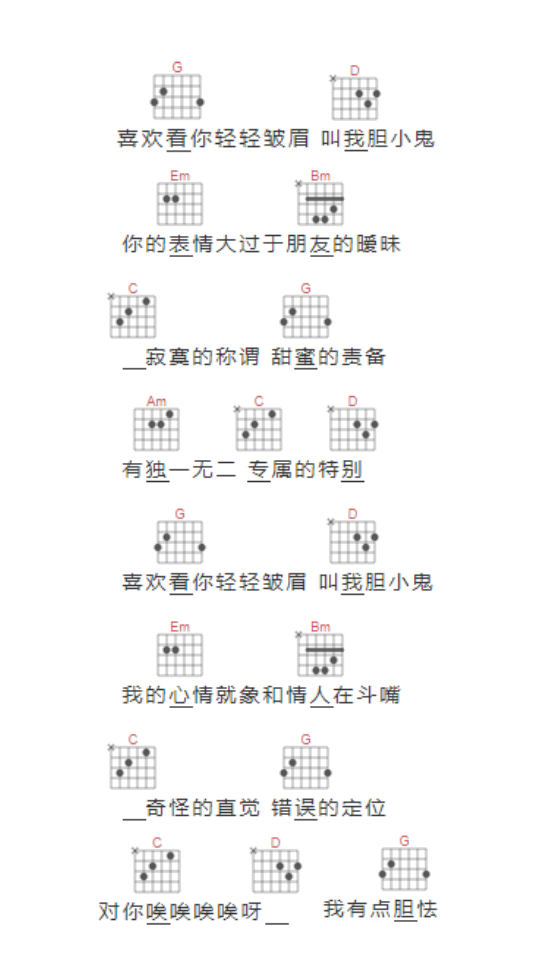 G D
喜欢看你轻轻皱眉 叫我胆小鬼
Em Bm
你的表情大过于朋友的暧昧
C G
__寂寞的称谓 甜蜜的责备
Am C D
有独一无二 专属的特别
G D
喜欢看你轻轻皱眉 叫我胆小鬼
Em Bm
我的心情就象和情人在斗嘴
C G
__奇怪的直觉 错误的定位
C D G
对你唉唉唉唉呀__ 我有点胆怯